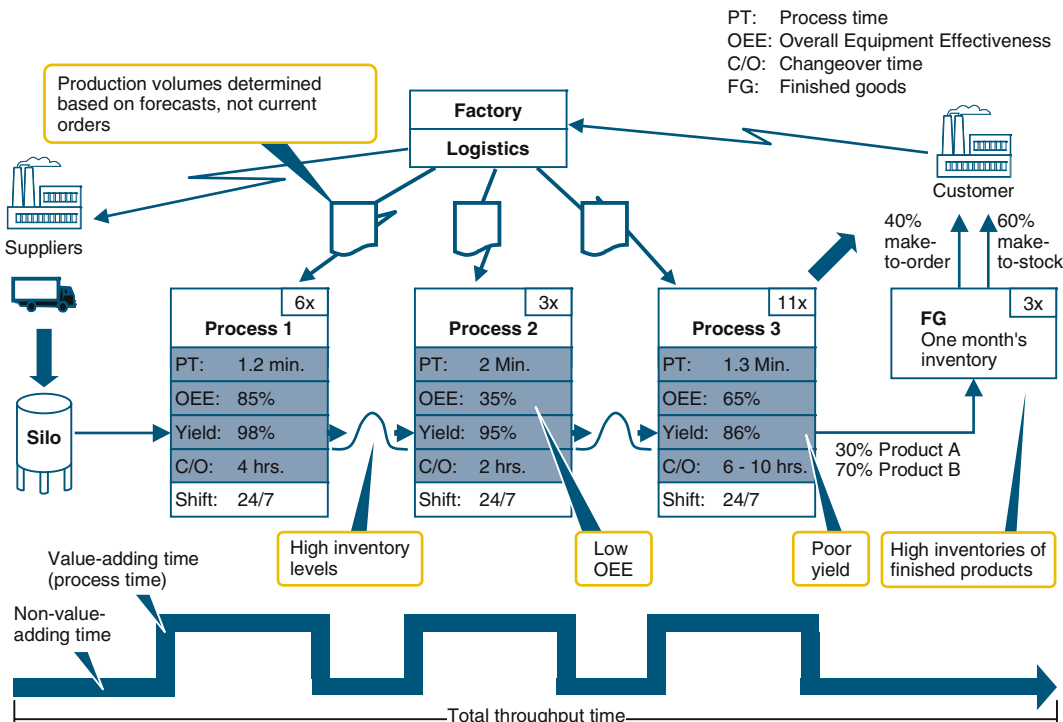 PT: Process time
OEE: Overall Equipment Effectiveness
C/O: Changeover time
FG: Finished goods
Production volumes determined
based on forecasts, not current
orders
Factory
Logistics
Suppliers
Customer
40%
make-
to-order
60%
make-
to-stock
6x
Process 1
PT: 1.2 min.
OEE: 85%
Yield: 98%
C/O: 4 hrs.
Shift: 24/7
3x
Process 2
PT: 2 Min.
OEE: 35%
Yield: 95%
C/O: 2 hrs.
Shift: 24/7
11x
Process 3
PT: 1.3 Min.
OEE: 65%
Yield: 86%
C/O: 6 - 10 hrs.
Shift: 24/7
3x
FG
One month's
inventory
Silo
30% Product A
70% Product B
High inventory
levels
Low
OEE
Poor
yield
High inventories of
finished products
Value-adding time
(process time)
Non-value-
adding time
Total throughput time